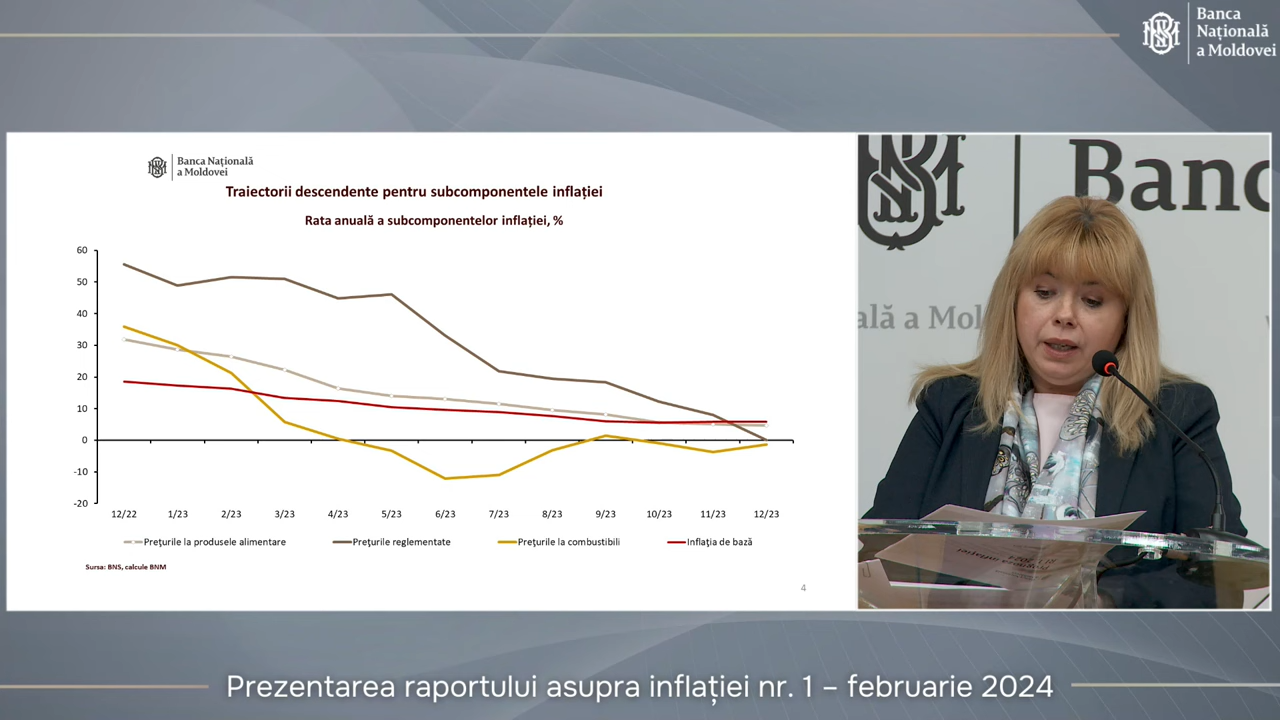 Banca
Națională
a Moldovei
Banca Națională
a Moldovei
Traiectorii descendente pentru subcomponentele inflației
Rata anuală a subcomponentelor inflației, %
60
50
40
30
20
10
0
-10
-20
12/22 1/23 2/23 3/23 4/23 5/23 6/23 7/23 8/23 9/23 10/23 11/23 12/23
Prețurile la produsele alimentare Prețurile reglementate Prețurile la combustibili Inflația de bază
Sursa: BNS, calcule BNM
4
Banc
ală a Mol
Prezentarea raportului asupra inflației nr. 1 – februarie 2024